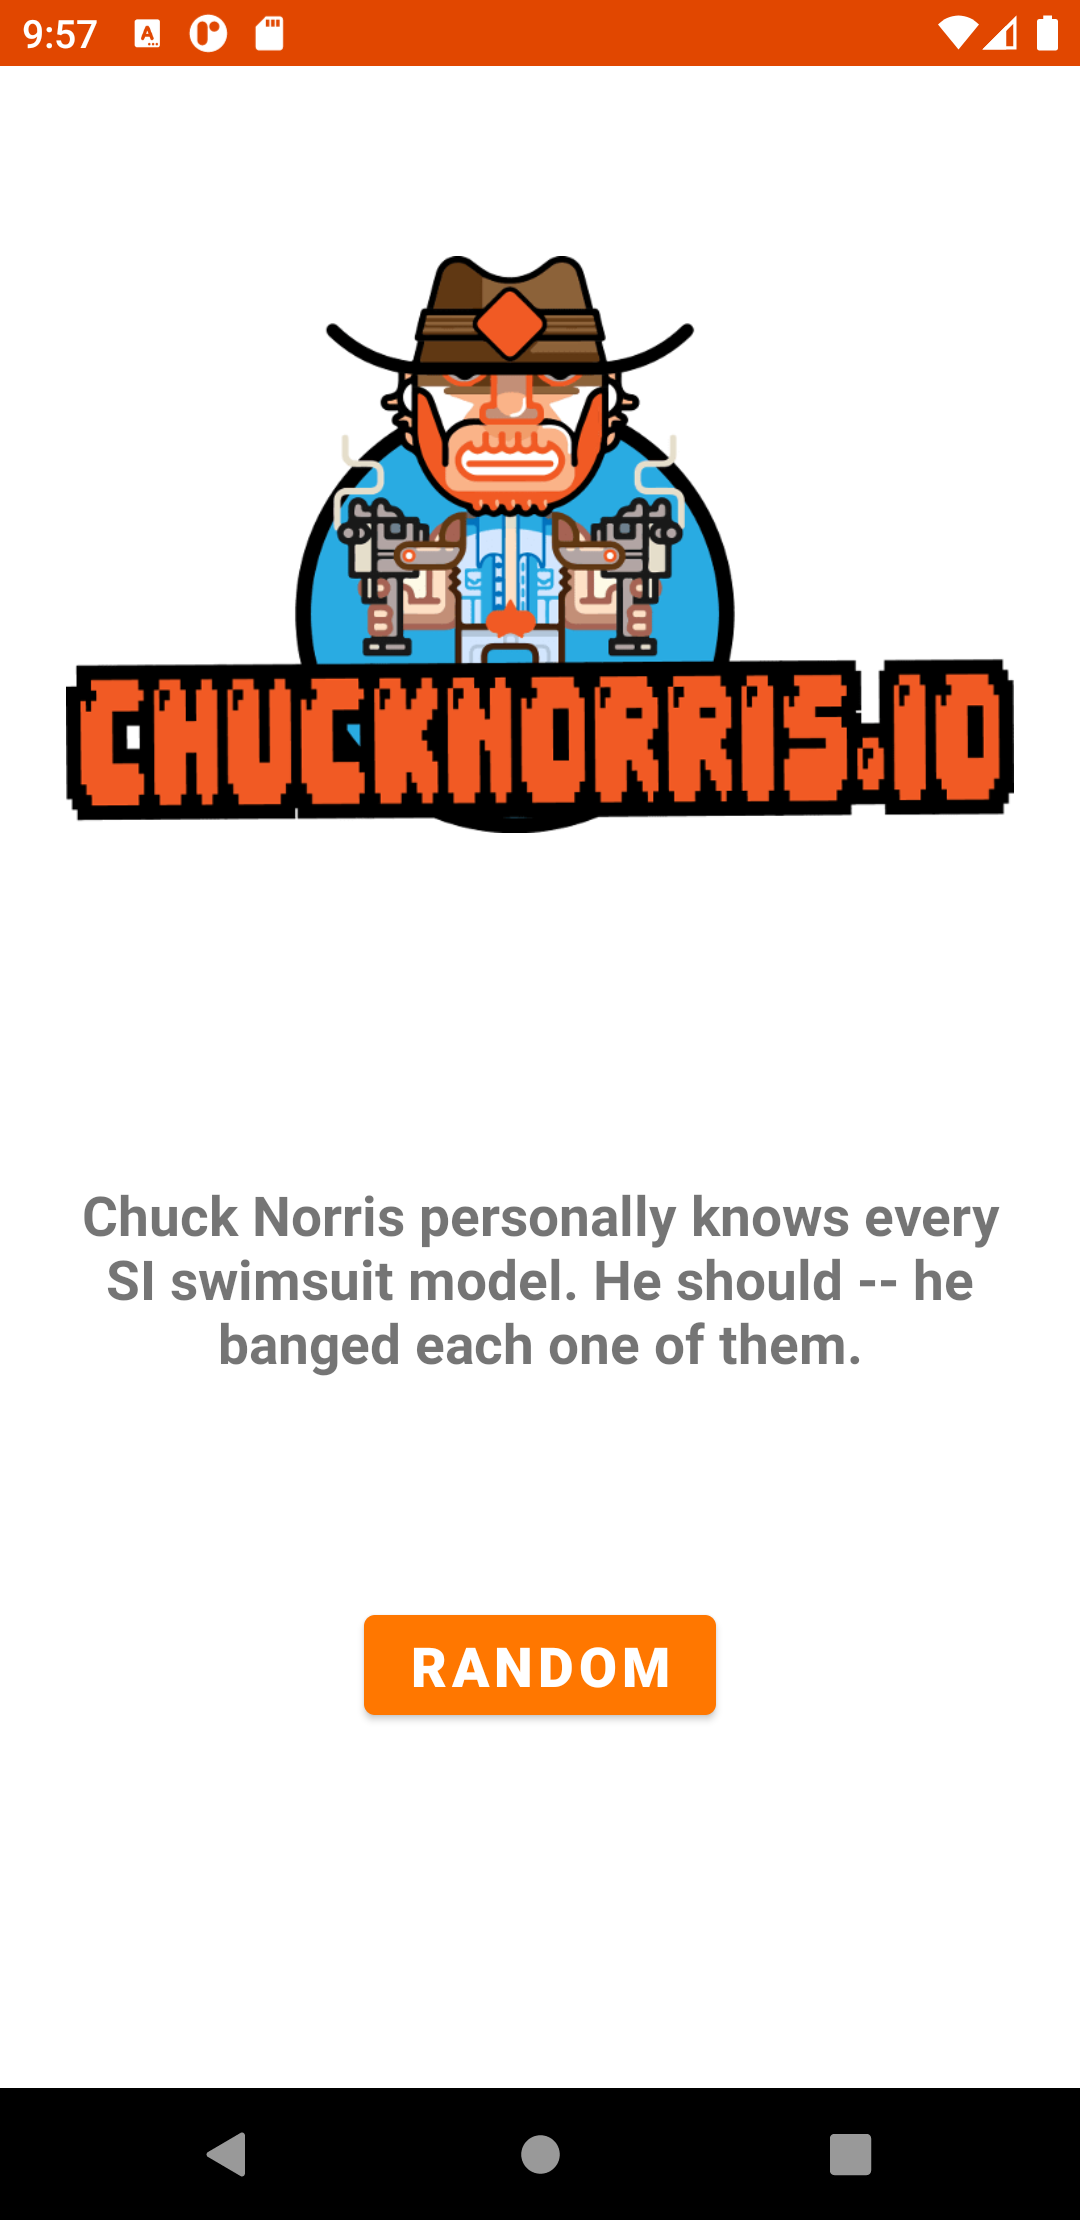 9:57
CHUCKNORRIS.IO
Chuck Norris personally knows every
SI swimsuit model. He should -- he
banged each one of them.
RANDOM